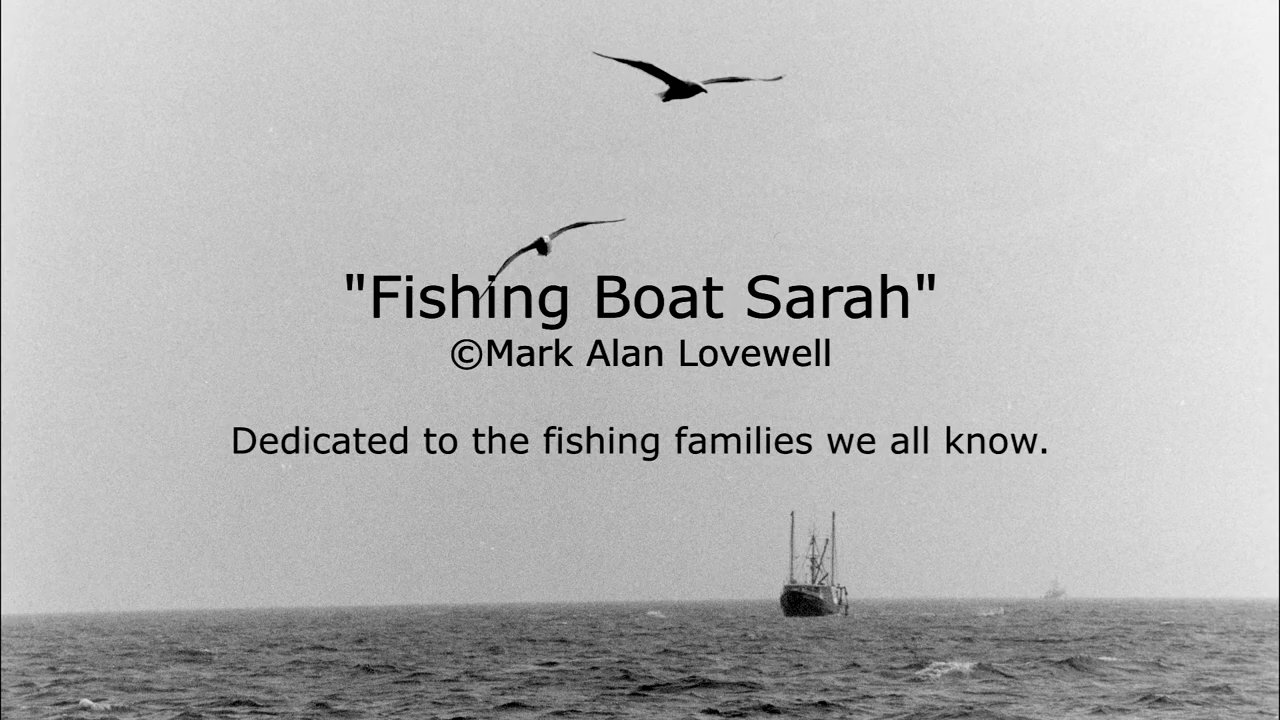 "Fishing Boat Sarah"
©Mark Alan Lovewell
Dedicated to the fishing families we all know.